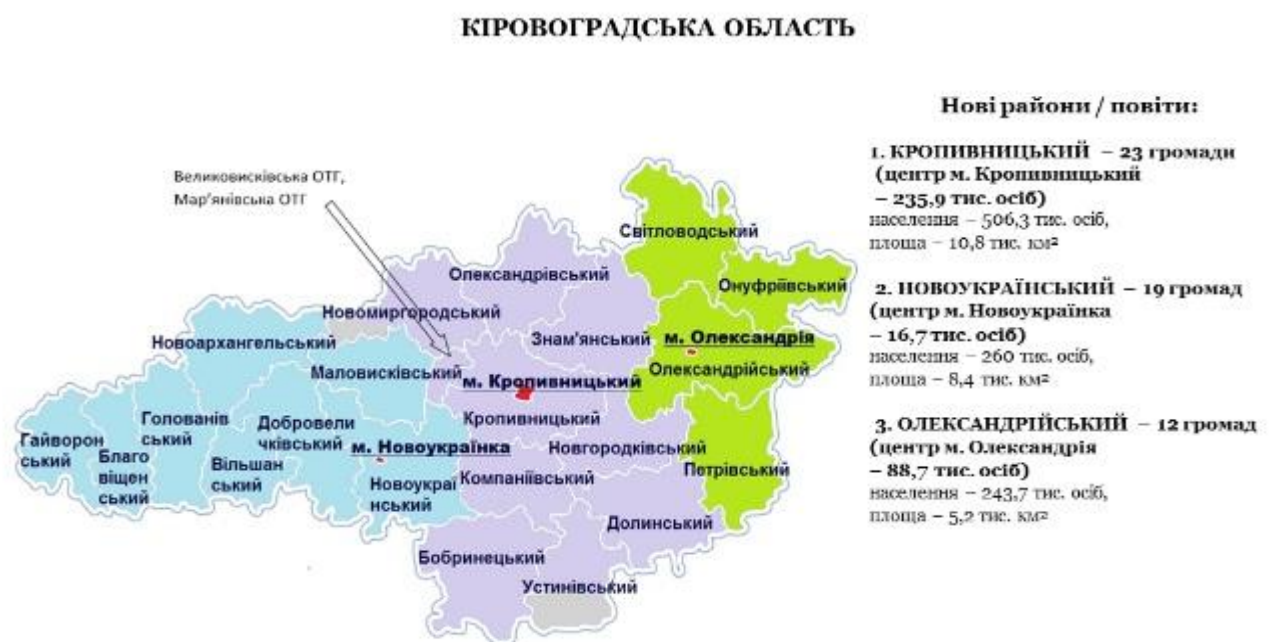 КІРОВОГРАДСЬКА ОБЛАСТЬ
Нові райони / повіти:
1. КРОПИВНИЦЬКИЙ – 23 громади
(центр м. Кропивницький
– 235,9 тис. осіб)
населення – 506,3 тис. осіб,
площа – 10,8 тис. км²
2. НОВОУКРАЇНСЬКИЙ – 19 громад
(центр м. Новоукраїнка
– 16,7 тис. осіб)
населення – 260 тис. осіб,
площа – 8,4 тис. км²
3. ОЛЕКСАНДРІЙСЬКИЙ – 12 громад
(центр м. Олександрія
– 88,7 тис. осіб)
населення – 243,7 тис. осіб,
площа – 5,2 тис. км²
Великовисківська ОТГ,
Мар'янівська ОТГ
Світловодський
Олександрівський
Онуфріївський
Новомиргородський
Знам'янський
м. Олександрія
Новоархангельський
Маловисківський
Олександрійський
м. Кропивницький
Кропивницький
Гайворон
ський
Благо
віщен
ський
Голованів
ський
Вільшан
ський
Добровели
чківський
м. Новоукраїнка
Новоукраї
нський
Новгородківський
Компаніївський
Петрівський
Долинський
Бобринецький
Устинівський